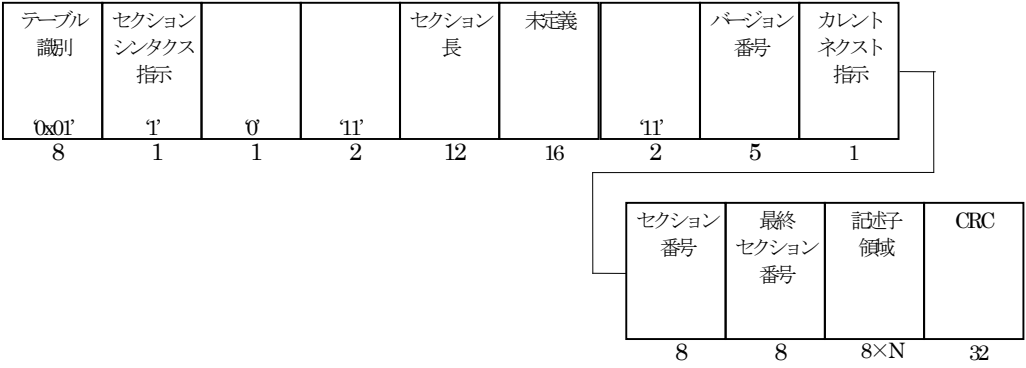 テーブル
識別
‘0x01’
セクション
シンタクス
指示
‘1’
‘0’
‘11’
セクション
長
未定義
‘11’
バージョン
番号
カレント
ネクスト
指示
8
1
1
2
12
16
2
5
1
セクション
番号
最終
セクション
番号
記述子
領域
CRC
8
8
8×N
32